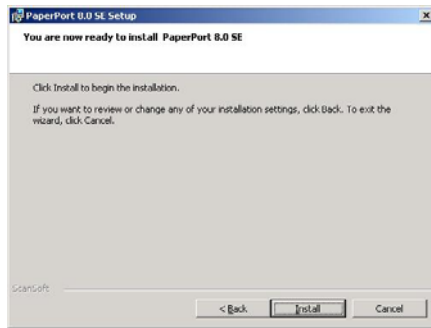 PaperPort 8.0 SE Setup
You are now ready to install PaperPort 8.0 SE
Click Install to begin the installation.
If you want to review or change any of your installation settings, click Back. To exit the
wizard, click Cancel.
ScanSoft
< Back Install Cancel